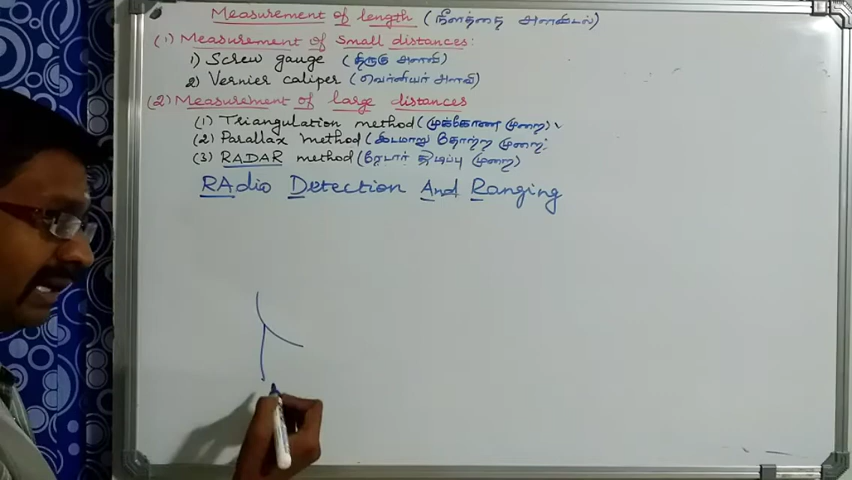 Measurement of length (நீளத்தை அளவிடல்)
(1) Measurement of Small distances:
1) Screw gauge (திருகு அளவி)
2) Vernier caliper (வெர்னியர் அளவி)
(2) Measurement of large distances
(1) Triangulation method (முக்கோண முறை)
(2) Parallax method (இடமாறு தோற்ற முறை)
(3) RADAR method (ரேடார் துடிப்பு முறை)
RAdio Detection And Ranging